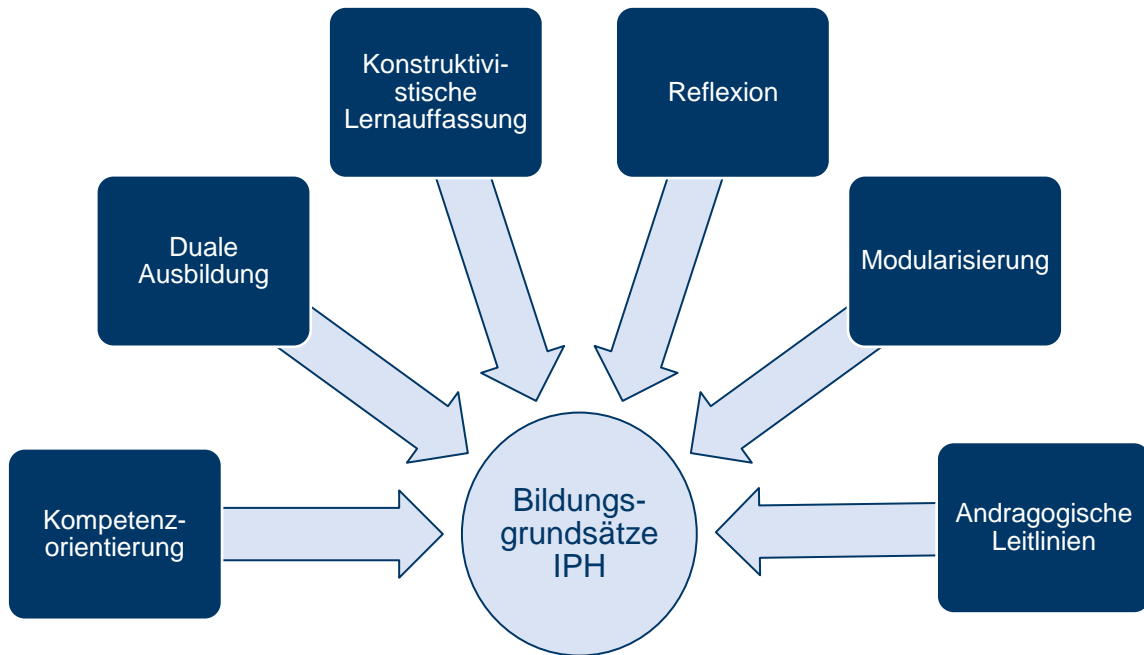 Konstruktivi-
stische
Lernauffassung
Reflexion
Duale
Ausbildung
Modularisierung
Kompetenz-
orientierung
Bildungs-
grundsätze
IPH
Andragogische
Leitlinien